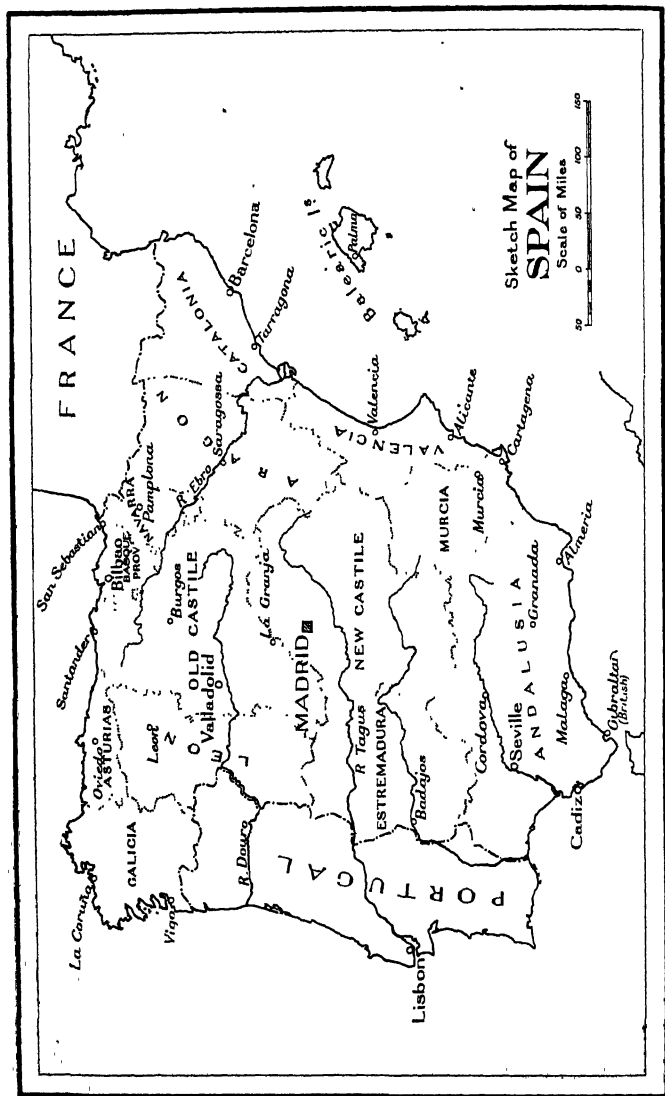 FRANCE
San Sebastian
Santander
Bilbao
BASQUE
PROV
NAVARRA
Pamplona
La Coruña
Oviedo
ASTURIAS
GALICIA
Vigo
Leon
LEON
Burgos
OLD CASTILE
Valladolid
R. Ebro
Saragossa
ARAGON
CATALONIA
Barcelona
Tarragona
R. Douro
La Granja
MADRID
PORTUGAL
R Tagus
NEW CASTILE
ESTREMADURA
Badajos
Lisbon
Valencia
VALENCIA
Balearic Is.
Palma
Alicante
MURCIA
Murcia
Cartagena
Cordova
Seville
ANDALUSIA
Granada
Almeria
Malaga
Cadiz
Gibraltar
(British)
Sketch Map of
SPAIN
Scale of Miles
50 0 50 100 150